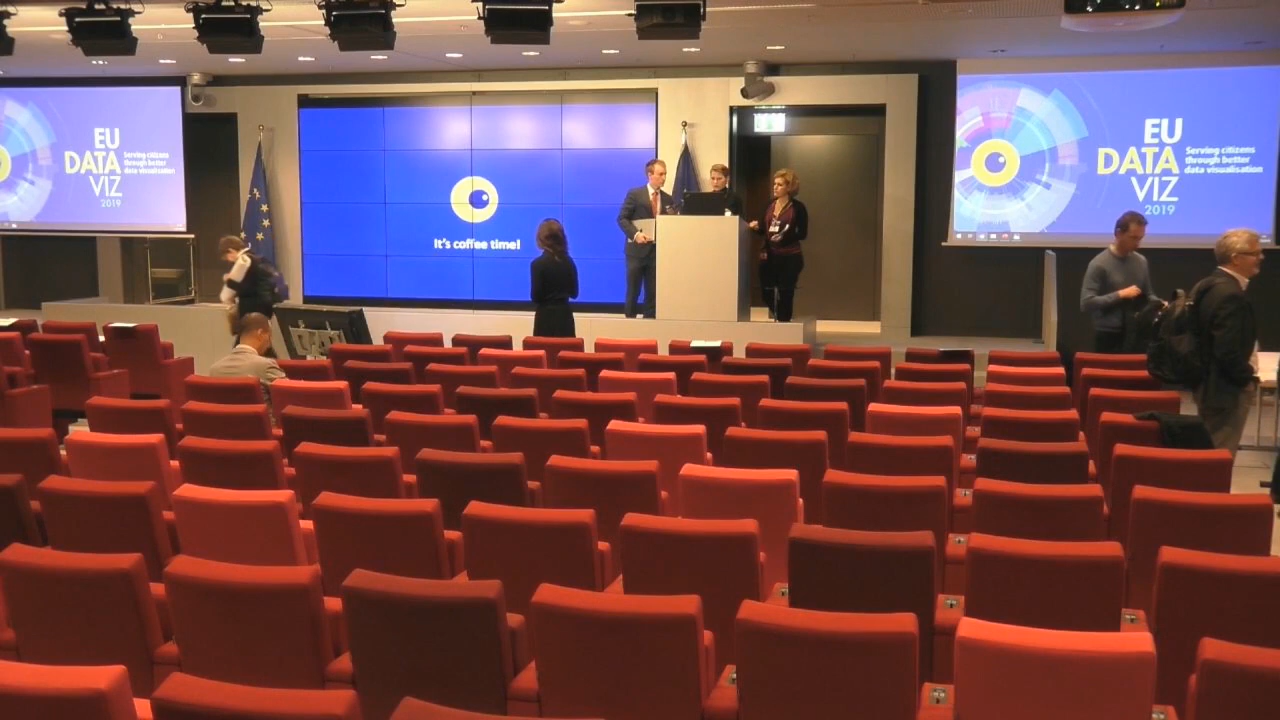 EU
DATA
VIZ
2019
Serving citizens
through better
data visualisation
It's coffee time!
EU
DATA
VIZ
2019
Serving citizens
through better
data visualisation